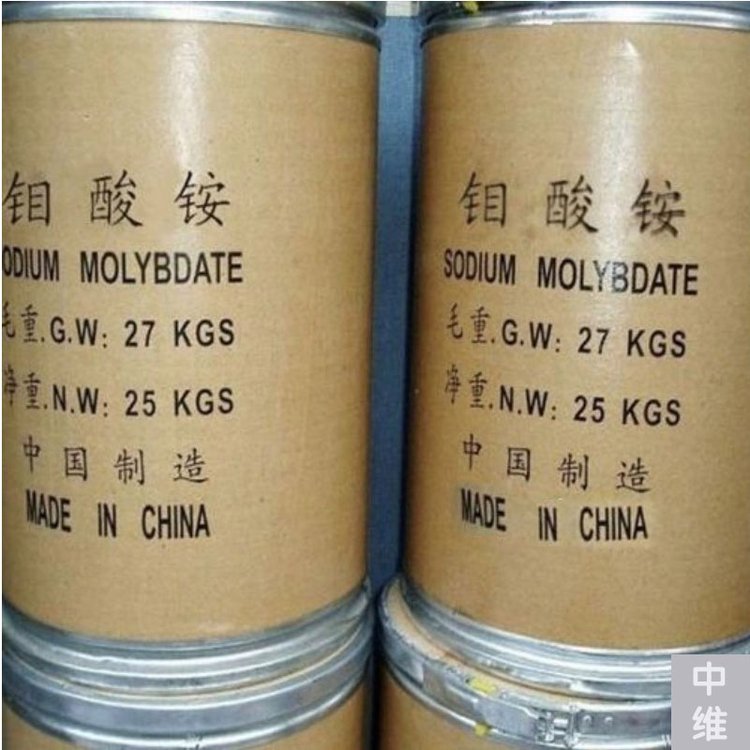 钼酸铵
ODIUM MOLYBDATE
毛重.G.W: 27 KGS
净重.N.W: 25 KGS
中国制造
MADE IN CHINA
钼酸铵
SODIUM MOLYBDATE
毛重.G.W: 27 KGS
净重.N.W: 25 KGS
中国制造
MADE IN CHINA
中
维